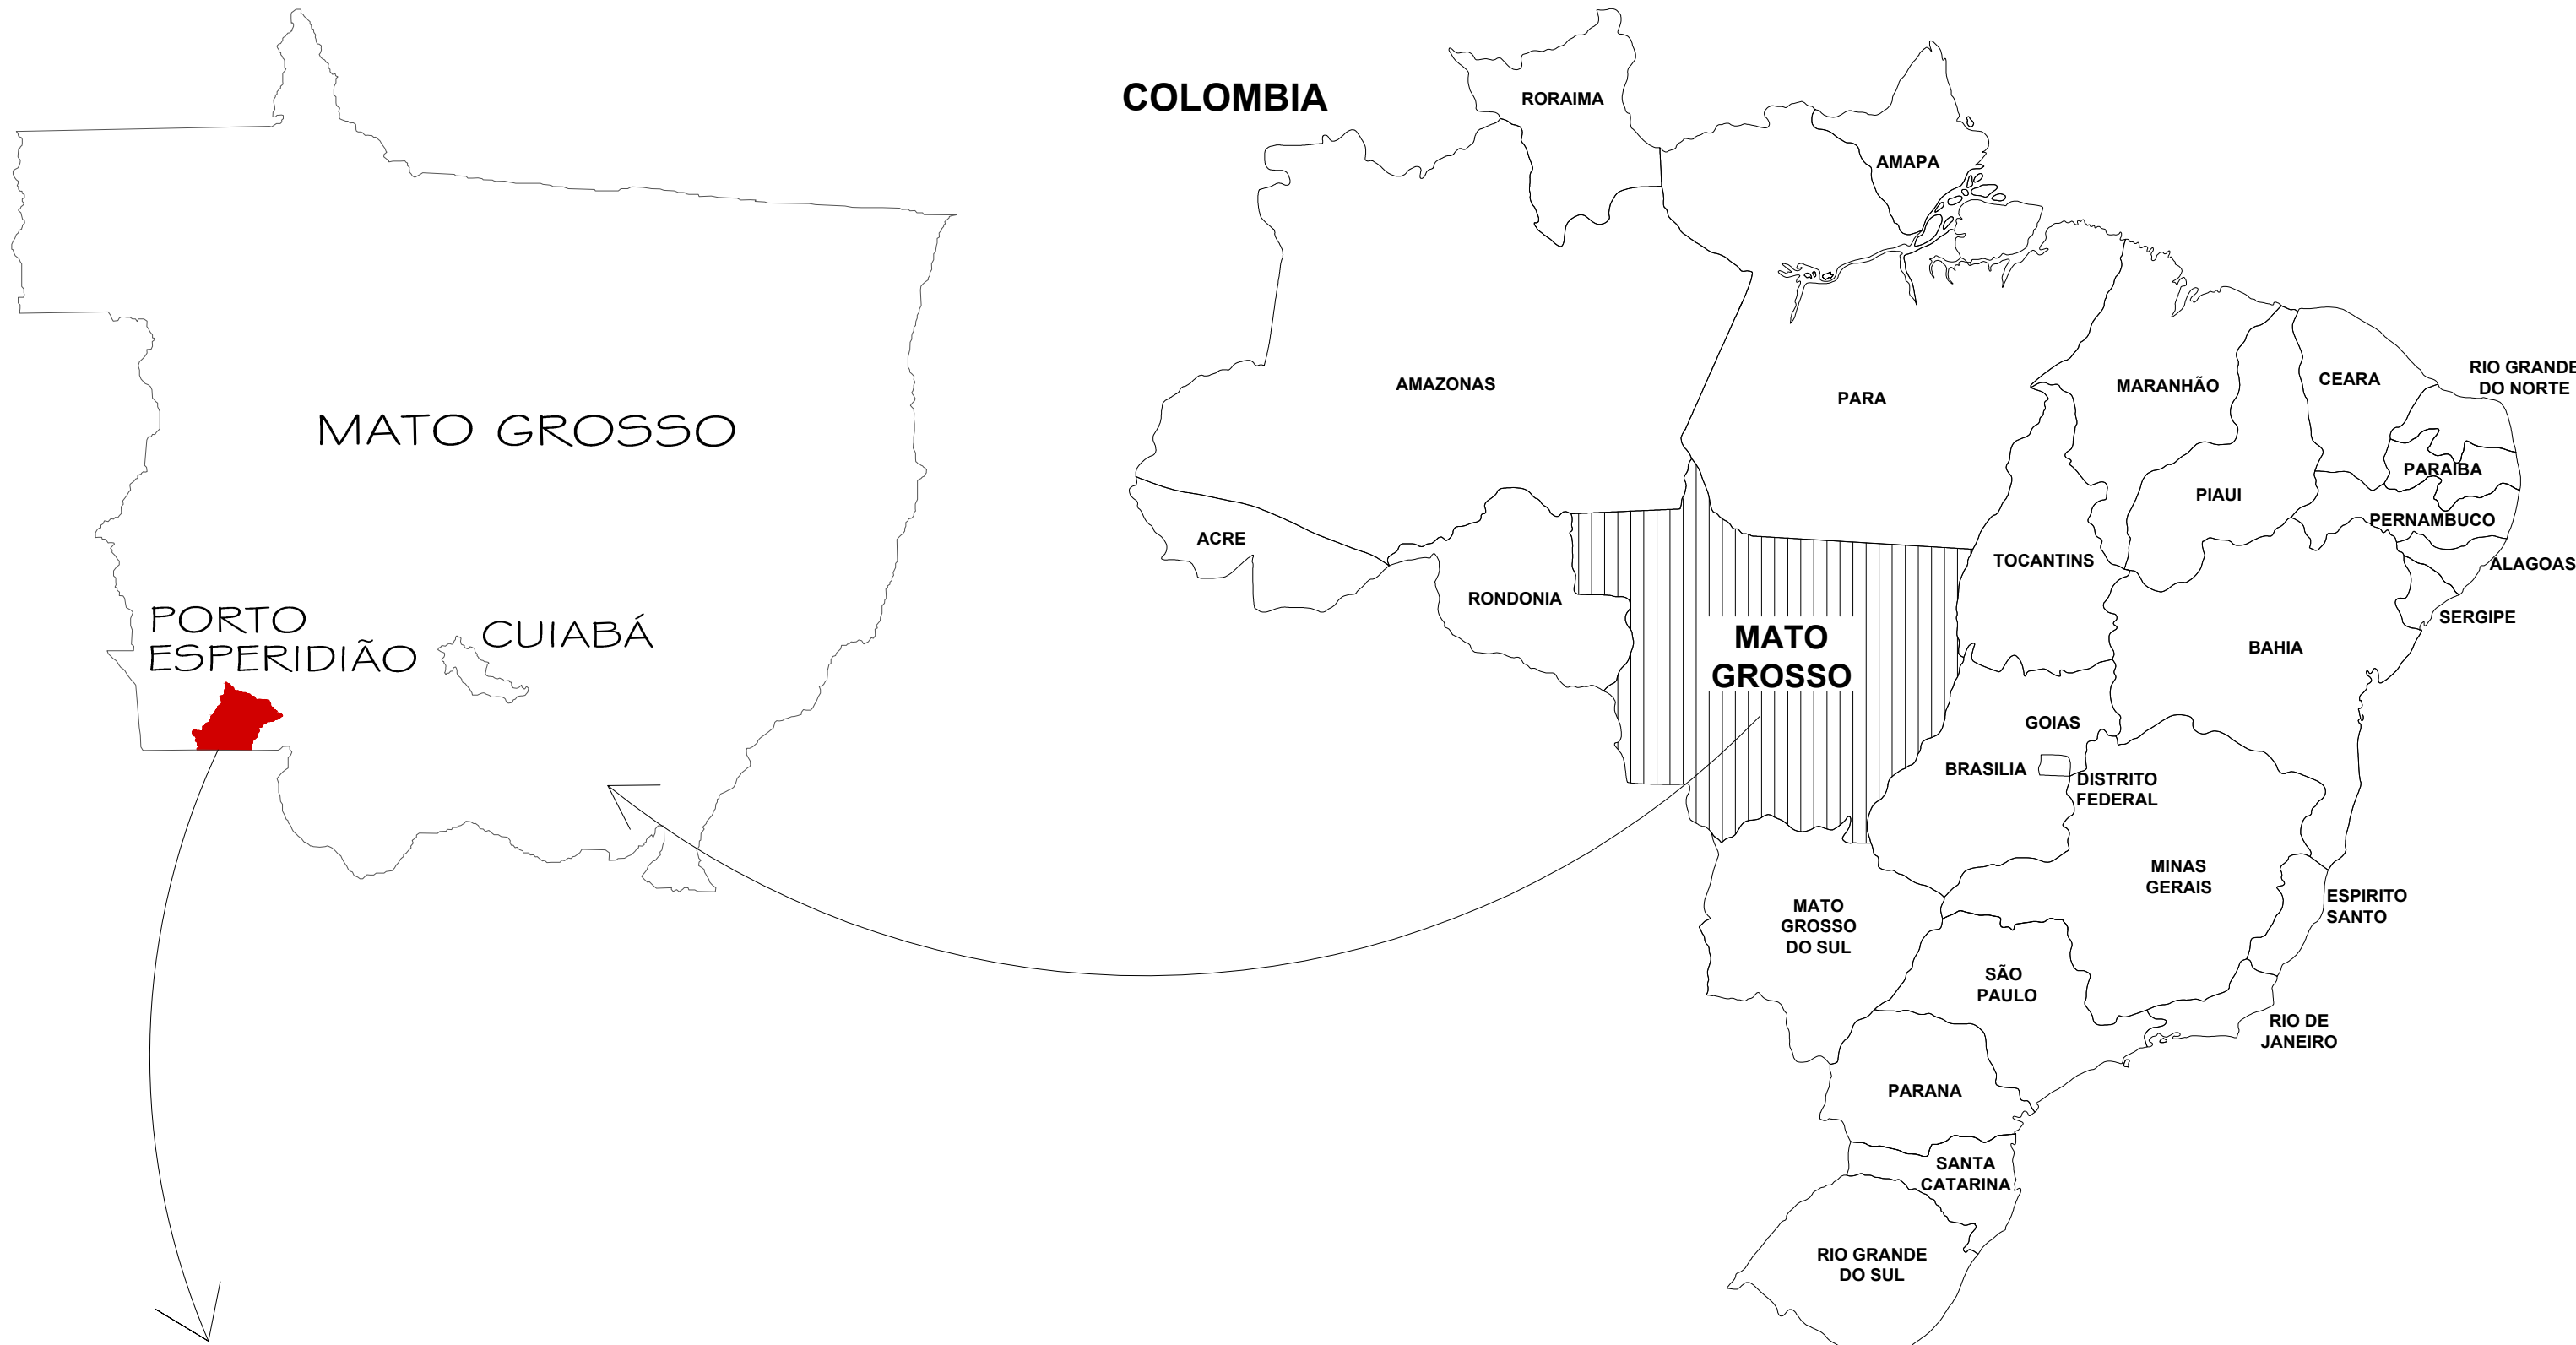 MATO GROSSO
PORTO
ESPERIDIÃO
CUIABÁ
COLOMBIA
RORAIMA
AMAPA
AMAZONAS
PARA
MARANHÃO
CEARA
RIO GRANDE
DO NORTE
PARAIBA
PIAUI
PERNAMBUCO
ACRE
TOCANTINS
ALAGOAS
RONDONIA
SERGIPE
MATO
GROSSO
BAHIA
GOIAS
BRASILIA
DISTRITO
FEDERAL
MINAS
GERAIS
ESPIRITO
SANTO
MATO
GROSSO
DO SUL
SÃO
PAULO
RIO DE
JANEIRO
PARANA
SANTA
CATARINA
RIO GRANDE
DO SUL